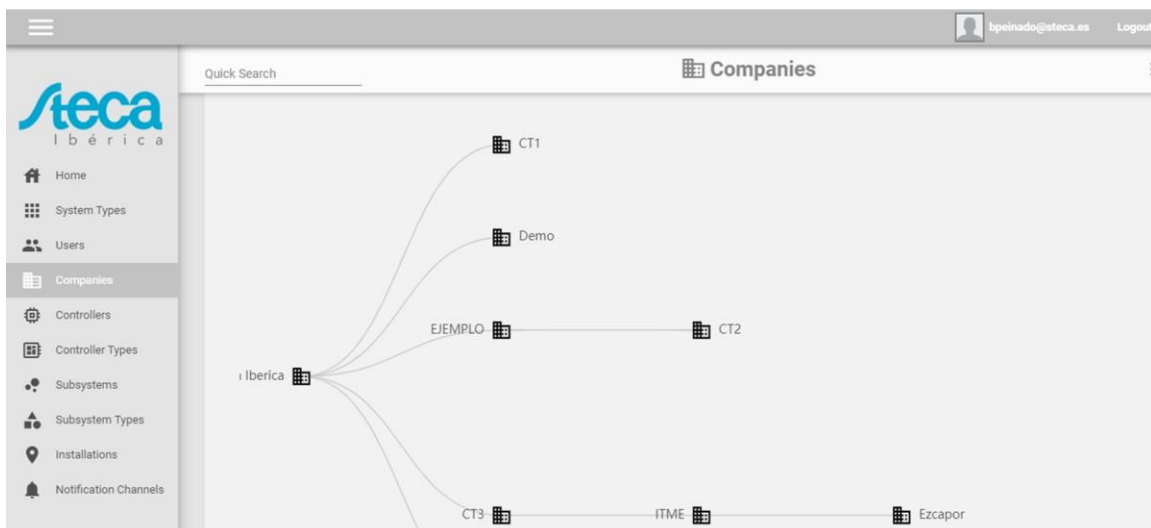 bpeinado@steca.es Logout
Quick Search
Companies
Steca
Ibérica
Home
System Types
Users
Companies
Controllers
Controller Types
Subsystems
Subsystem Types
Installations
Notification Channels
CT1
Demo
EJEMPLO CT2
Iberica
CT3 ITME Ezcapor